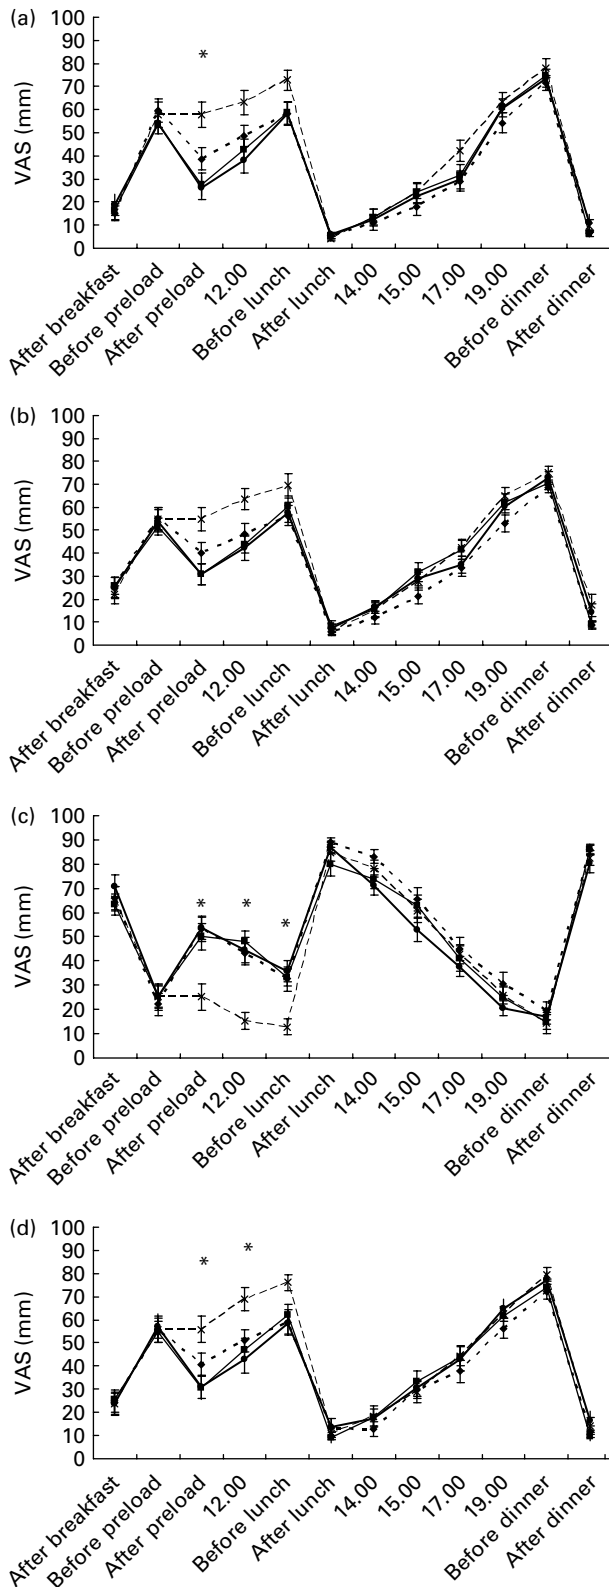 (a)
100
90
80
70
60
50
40
30
20
10
0
VAS (mm)
*
After breakfast
Before preload
After preload
12.00
Before lunch
After lunch
14.00
15.00
17.00
19.00
Before dinner
After dinner
(b)
100
90
80
70
60
50
40
30
20
10
0
VAS (mm)
After breakfast
Before preload
After preload
12.00
Before lunch
After lunch
14.00
15.00
17.00
19.00
Before dinner
After dinner
(c)
100
90
80
70
60
50
40
30
20
10
0
VAS (mm)
* * *
After breakfast
Before preload
After preload
12.00
Before lunch
After lunch
14.00
15.00
17.00
19.00
Before dinner
After dinner
(d)
100
90
80
70
60
50
40
30
20
10
0
VAS (mm)
* *
After breakfast
Before preload
After preload
12.00
Before lunch
After lunch
14.00
15.00
17.00
19.00
Before dinner
After dinner